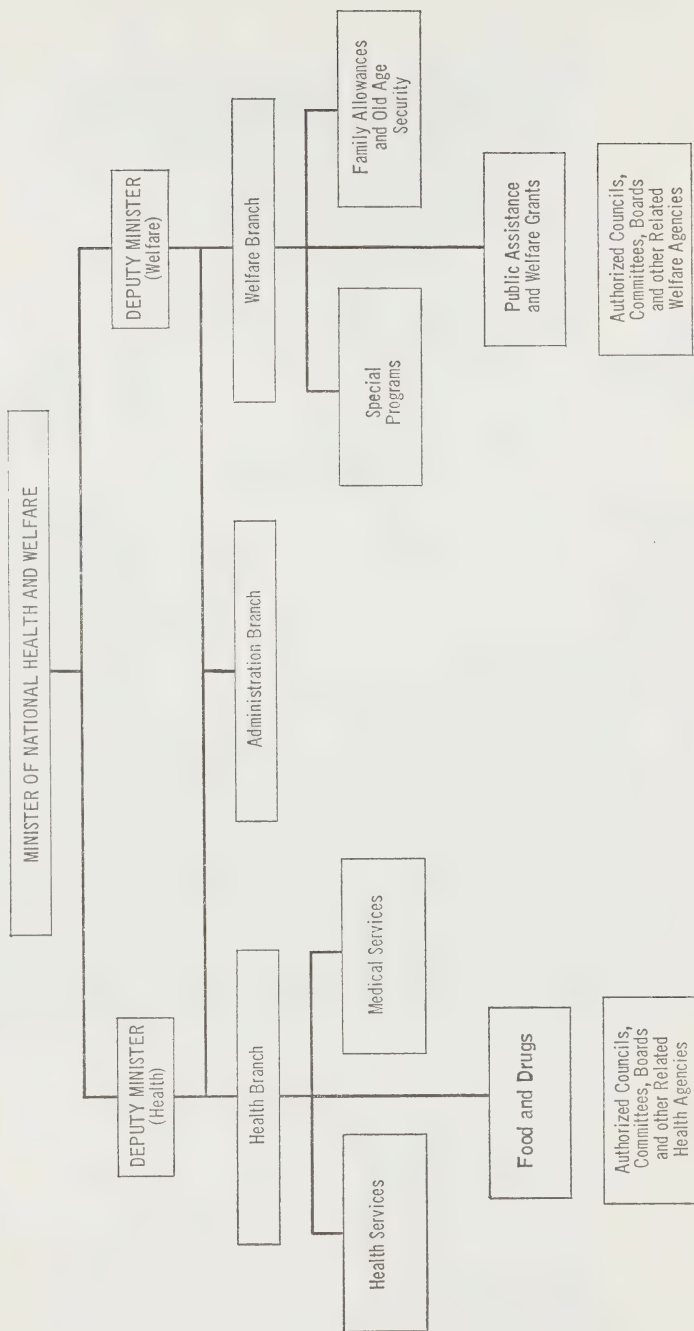 MINISTER OF NATIONAL HEALTH AND WELFARE
DEPUTY MINISTER
(Health)
DEPUTY MINISTER
(Welfare)
Health Branch
Administration Branch
Welfare Branch
Health Services
Medical Services
Special
Programs
Family Allowances
and Old Age
Security
Food and Drugs
Public Assistance
and Welfare Grants
Authorized Councils,
Committees, Boards
and other Related
Health Agencies
Authorized Councils,
Committees, Boards
and other Related
Welfare Agencies